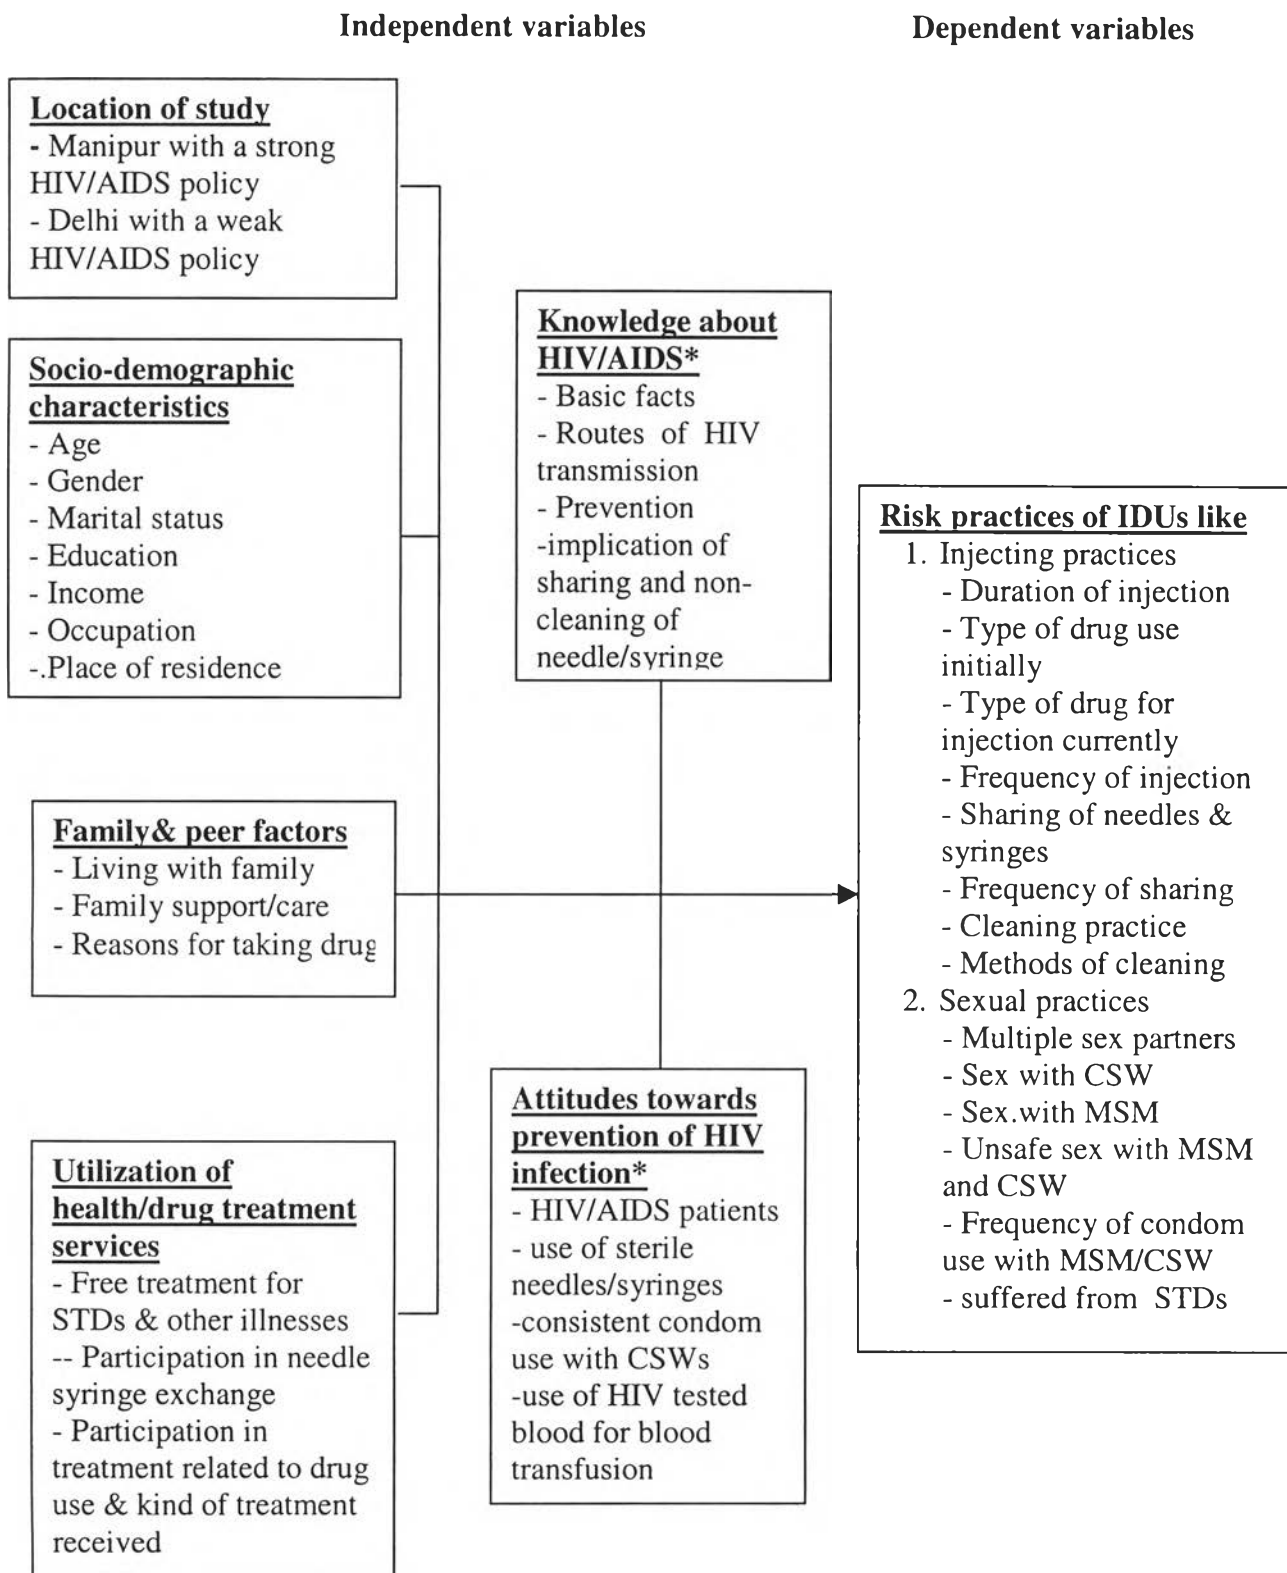 Independent variables
Dependent variables
Location of study
- Manipur with a strong
HIV/AIDS policy
- Delhi with a weak
HIV/AIDS policy
Socio-demographic
characteristics
- Age
- Gender
- Marital status
- Education
- Income
- Occupation
-.Place of residence
Family& peer factors
- Living with family
- Family support/care
- Reasons for taking drug
Utilization of
health/drug treatment
services
- Free treatment for
STDs & other illnesses
-- Participation in needle
syringe exchange
- Participation in
treatment related to drug
use & kind of treatment
received
Knowledge about
HIV/AIDS*
- Basic facts
- Routes of HIV
transmission
- Prevention
-implication of
sharing and non-
cleaning of
needle/syringe
Attitudes towards
prevention of HIV
infection*
- HIV/AIDS patients
- use of sterile
needles/syringes
-consistent condom
use with CSWs
-use of HIV tested
blood for blood
transfusion
Risk practices of IDUs like
1. Injecting practices
- Duration of injection
- Type of drug use
initially
- Type of drug for
injection currently
- Frequency of injection
- Sharing of needles &
syringes
- Frequency of sharing
- Cleaning practice
- Methods of cleaning
2. Sexual practices
- Multiple sex partners
- Sex with CSW
- Sex.with MSM
- Unsafe sex with MSM
and CSW
- Frequency of condom
use with MSM/CSW
- suffered from STDs